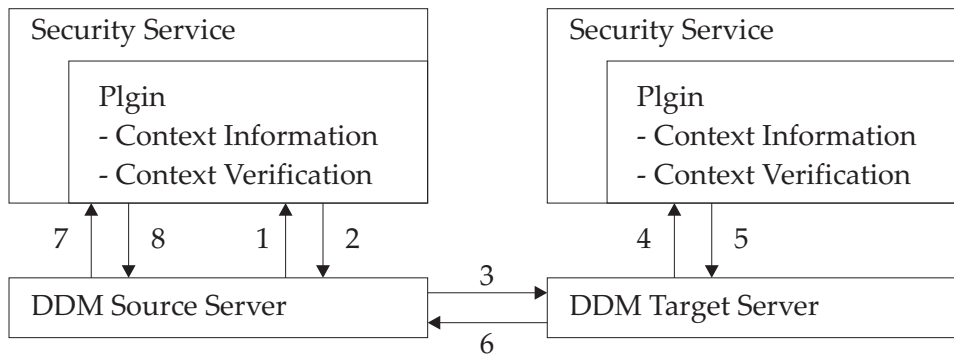 Security Service
Plgin
- Context Information
- Context Verification
Security Service
Plgin
- Context Information
- Context Verification
7 8 1 2
4 5
3
DDM Source Server
DDM Target Server
6